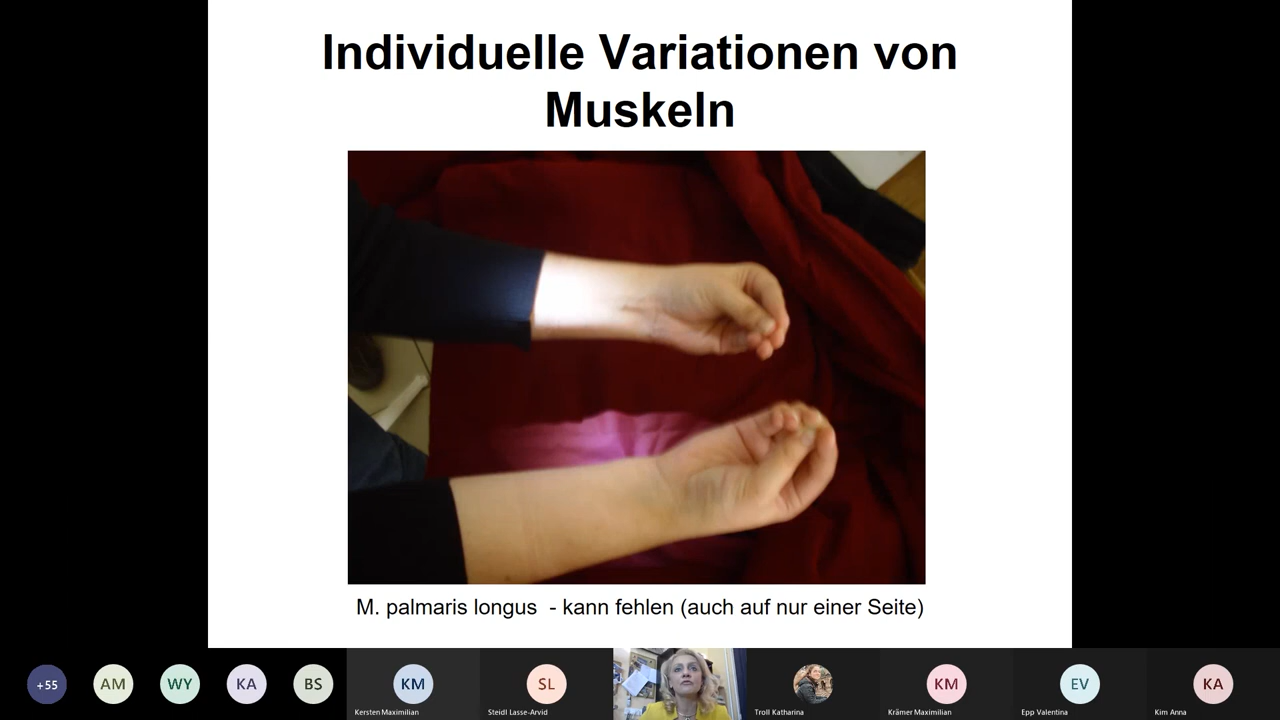 Individuelle Variationen von
Muskeln
M. palmaris longus - kann fehlen (auch auf nur einer Seite)
+55
AM
WY
KA
BS
KM
SL
KM
EV
KA
Kersten Maximilian
Steidl Lasse-Arvid
Troll Katharina
Krämer Maximilian
Epp Valentina
Kim Anna